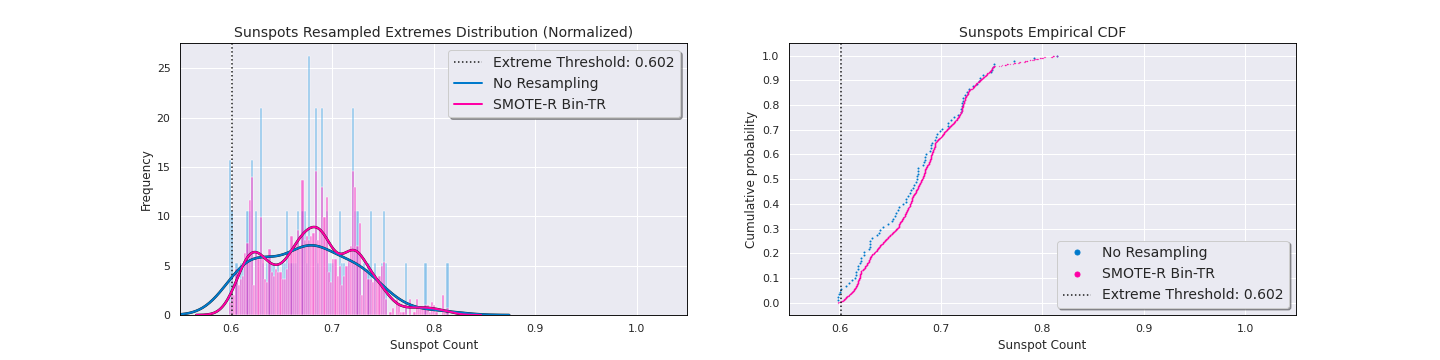 Sunspots Resampled Extremes Distribution (Normalized)
Frequency
25
20
15
10
5
0
Extreme Threshold: 0.602
No Resampling
SMOTE-R Bin-TR
0.6 0.7 0.8 0.9 1.0
Sunspot Count
Sunspots Empirical CDF
Cumulative probability
1.0
0.9
0.8
0.7
0.6
0.5
0.4
0.3
0.2
0.1
0.0
No Resampling
SMOTE-R Bin-TR
Extreme Threshold: 0.602
0.6 0.7 0.8 0.9 1.0
Sunspot Count